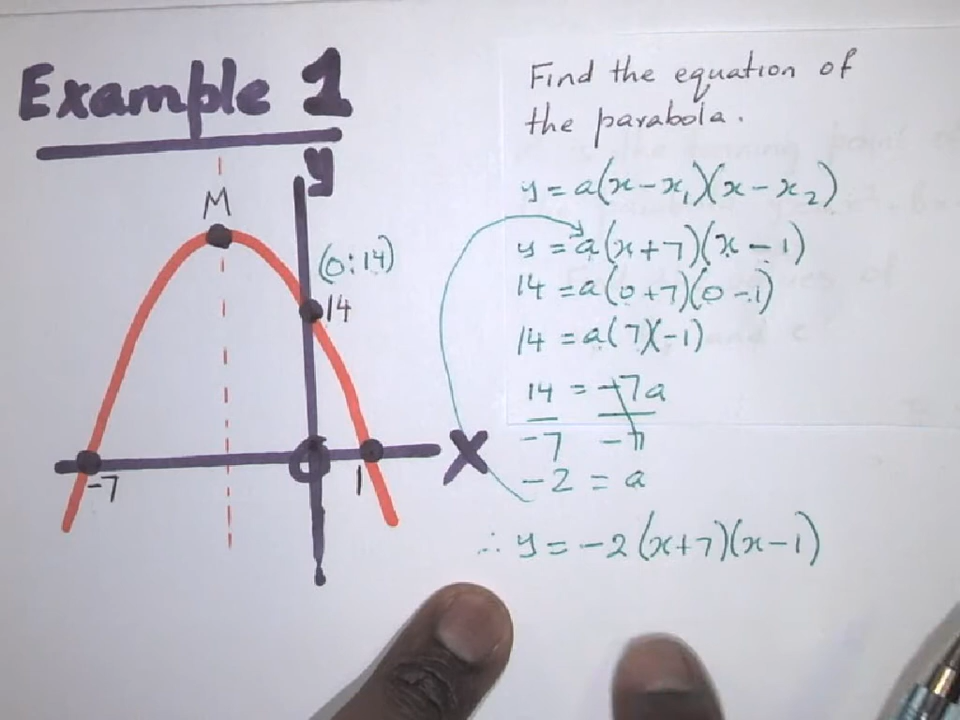 Example 1
Find the equation of
the parabola.
y
M
(0;14)
14
-7
1
X
y = a(x-x₁)(x-x₂)
y = a(x+7)(x-1)
14 = a(0+7)(0-1)
14 = a(7)(-1)
14 = -7a
-7 -7
-2 = a
∴ y = -2(x+7)(x-1)